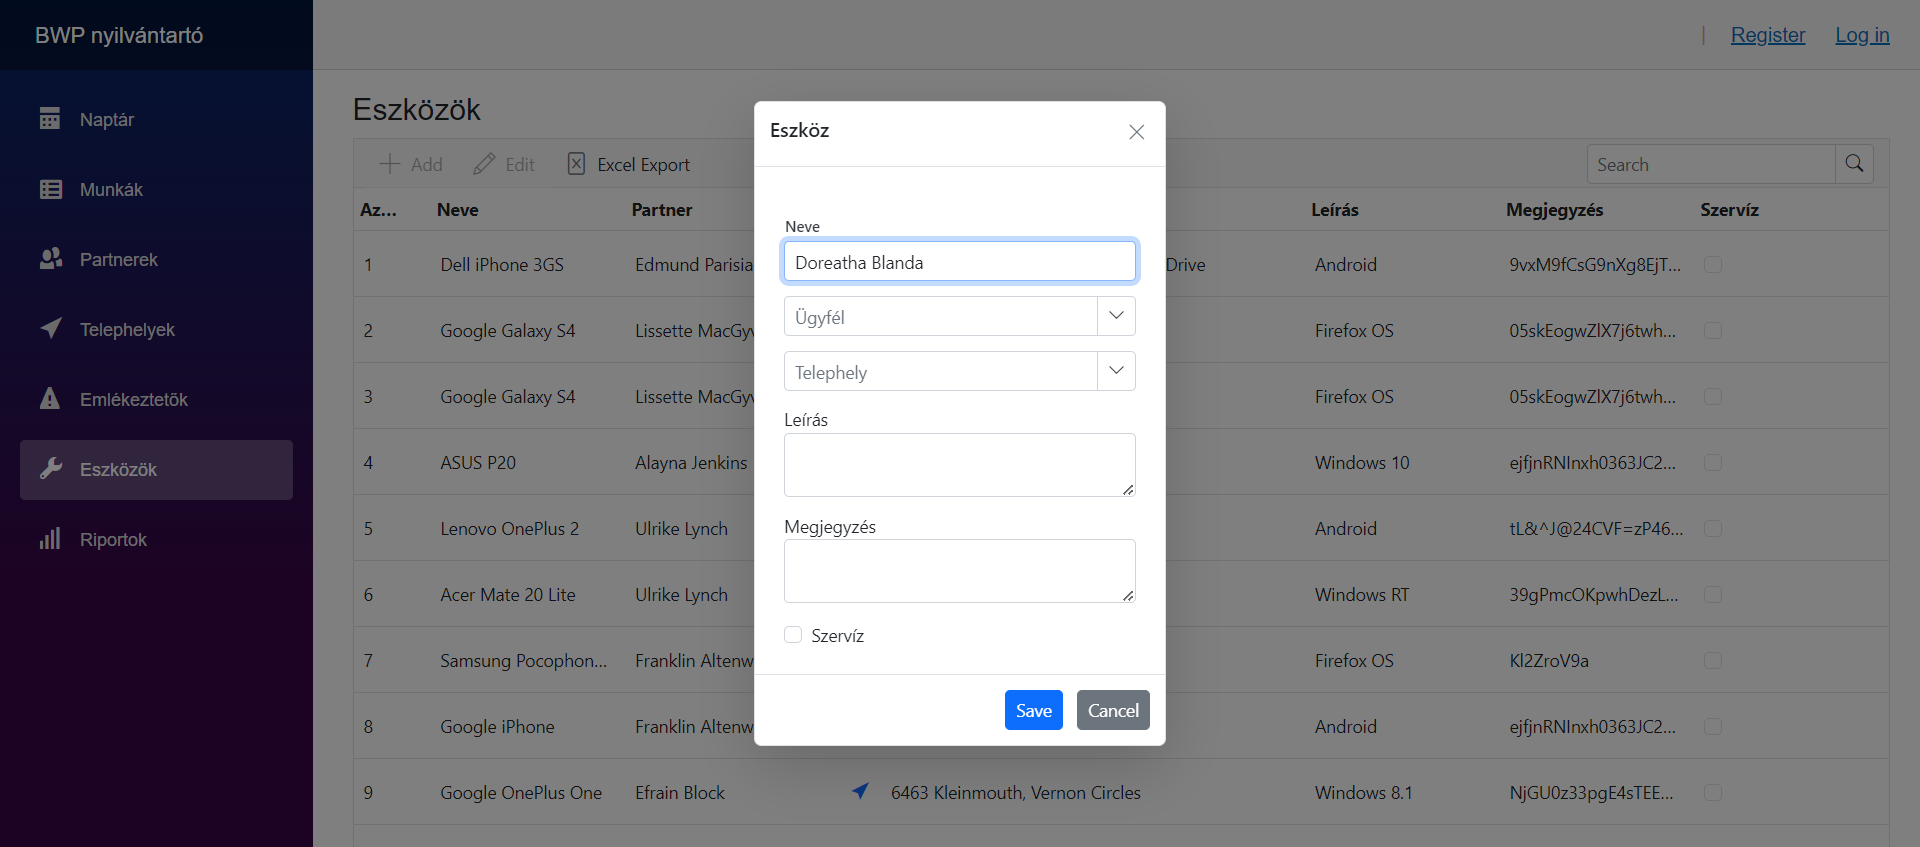 BWP nyilvántartó
| Register Log in
Naptár
Munkák
Partnerek
Telephelyek
Emlékeztetők
Eszközök
Riportok
Eszközök
Add Edit Excel Export Search
Az... Neve Partner Leírás Megjegyzés Szervíz
1 Dell iPhone 3GS Edmund Parisia Drive Android 9vxM9fCsG9nXg8EjT...
2 Google Galaxy S4 Lissette MacGyv Firefox OS 05skEogwZlX7j6twh...
3 Google Galaxy S4 Lissette MacGyv Firefox OS 05skEogwZlX7j6twh...
4 ASUS P20 Alayna Jenkins Windows 10 ejfjnRNInxh0363JC2...
5 Lenovo OnePlus 2 Ulrike Lynch Android tL&^J@24CVF=zP46...
6 Acer Mate 20 Lite Ulrike Lynch Windows RT 39gPmcOKpwhDezL...
7 Samsung Pocophon... Franklin Altenw Firefox OS Kl2ZroV9a
8 Google iPhone Franklin Altenw Android ejfjnRNInxh0363JC2...
9 Google OnePlus One Efrain Block 6463 Kleinmouth, Vernon Circles Windows 8.1 NjGU0z33pgE4sTEE...
Eszköz
Neve
Doreatha Blanda
Ügyfél
Telephely
Leírás
Megjegyzés
Szervíz
Save Cancel